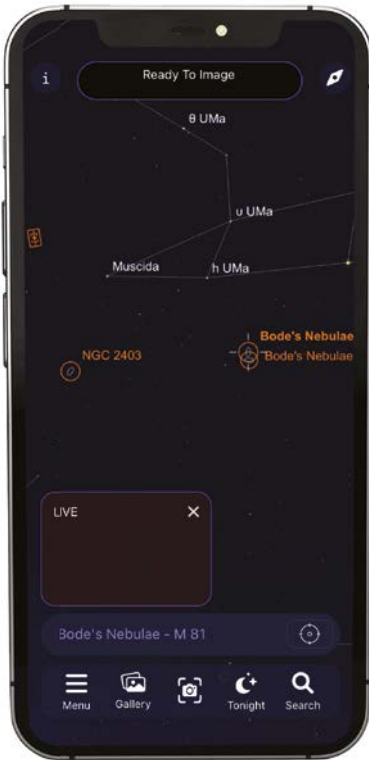 i
Ready To Image
θ UMa
υ UMa
Muscida
h UMa
Bode's Nebulae
NGC 2403
Bode's Nebulae
LIVE
Bode's Nebulae - M 81
Menu
Gallery
Tonight
Search